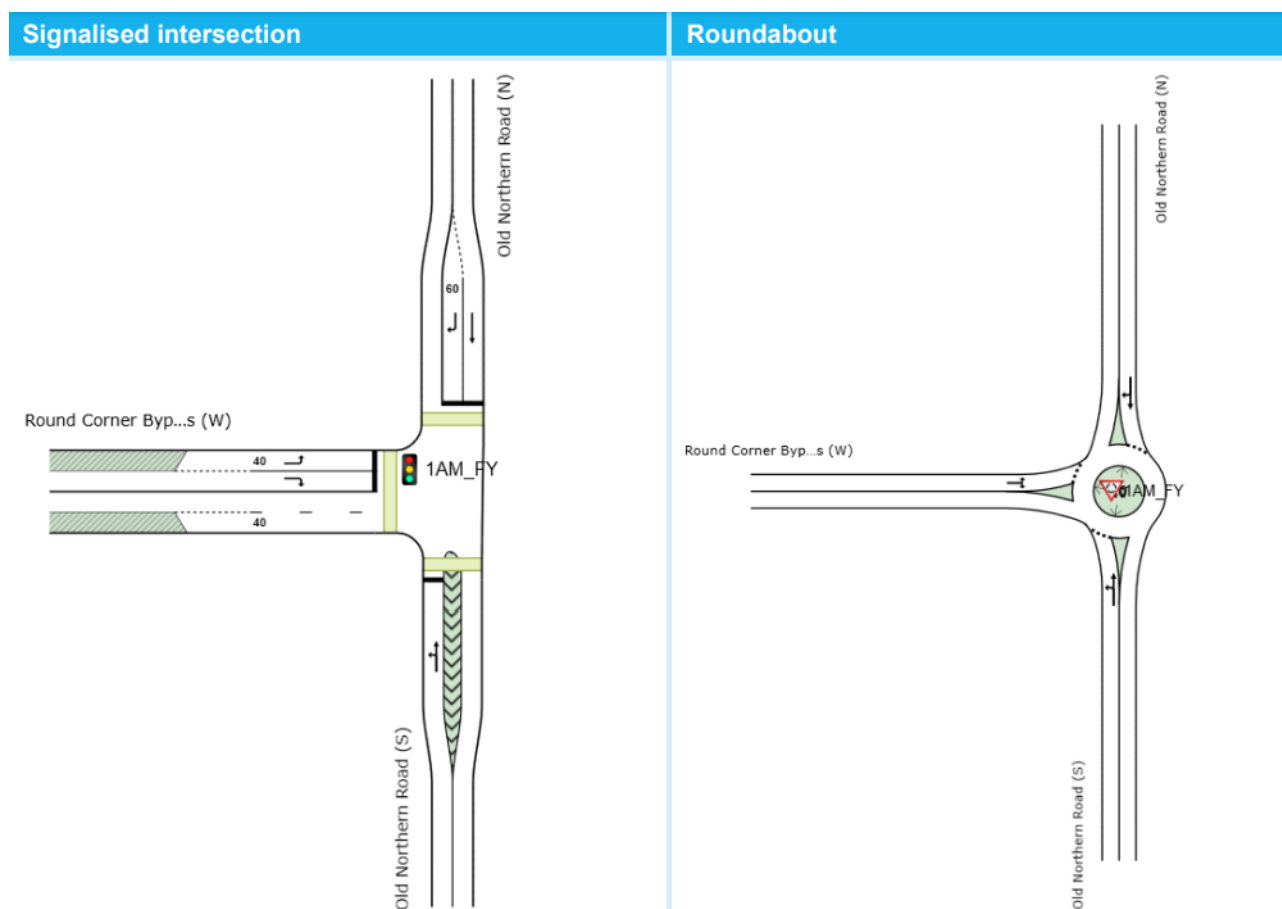 Signalised intersection
Old Northern Road (N)
60
Round Corner Byp...s (W)
40
1AM_FY
40
Old Northern Road (S)
Roundabout
Old Northern Road (N)
Round Corner Byp...s (W)
1AM_FY
Old Northern Road (S)